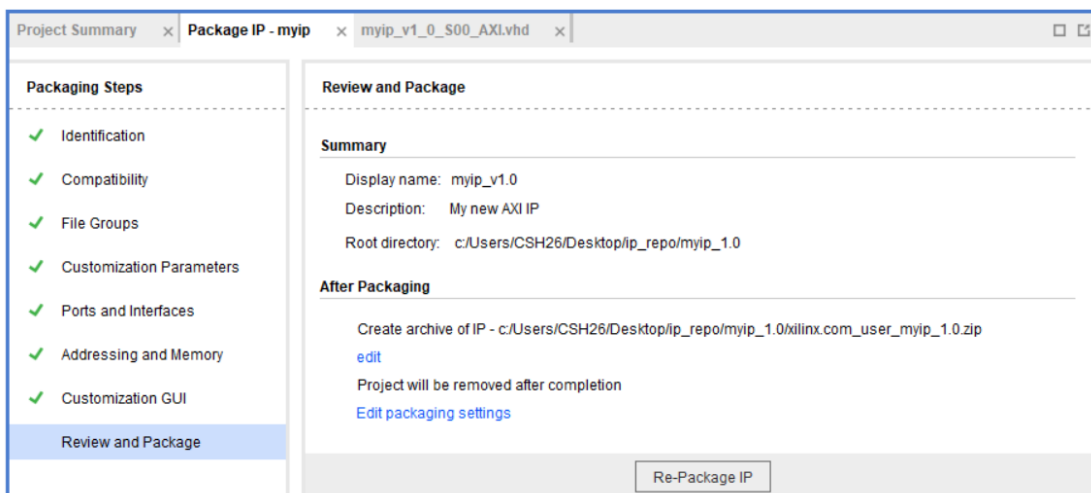 Project Summary × Package IP - myip × myip_v1_0_S00_AXI.vhd ×
Packaging Steps
Identification
Compatibility
File Groups
Customization Parameters
Ports and Interfaces
Addressing and Memory
Customization GUI
Review and Package
Review and Package
Summary
Display name: myip_v1.0
Description: My new AXI IP
Root directory: c:/Users/CSH26/Desktop/ip_repo/myip_1.0
After Packaging
Create archive of IP - c:/Users/CSH26/Desktop/ip_repo/myip_1.0/xilinx.com_user_myip_1.0.zip
edit
Project will be removed after completion
Edit packaging settings
Re-Package IP